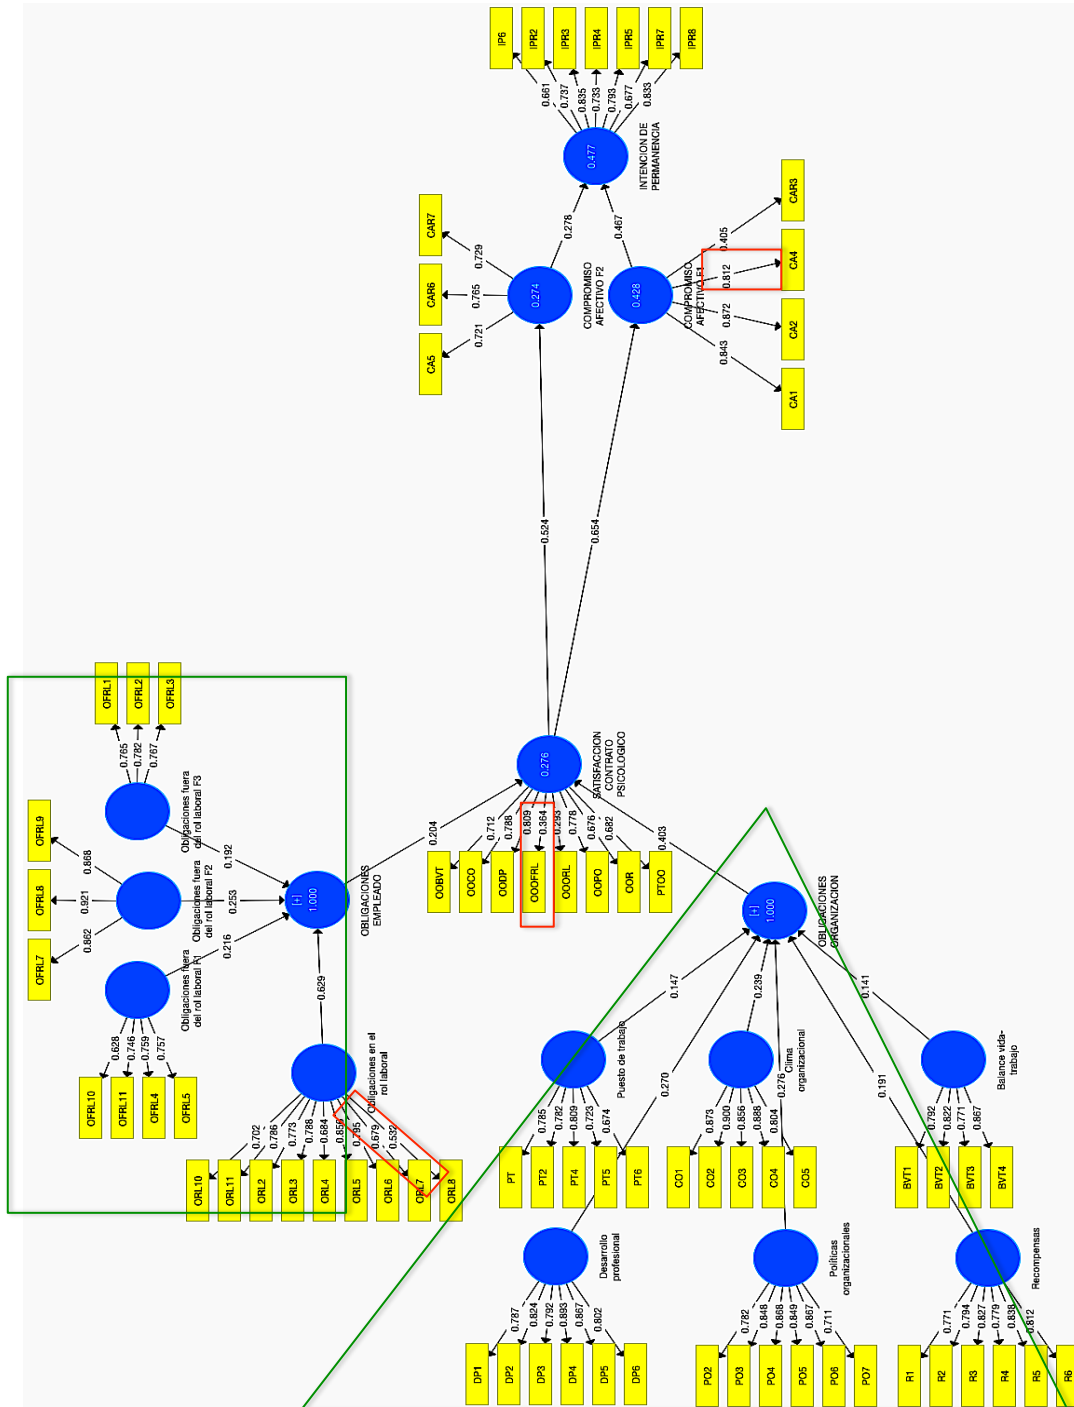 IP6
IPR2
IPR3
IPR4
IPR5
IPR7
IPR8
0.661
0.737
0.835
0.733
0.793
0.677
0.833
0.477
INTENCION DE
PERMANENCIA
CAR7
CAR6
CA5
0.729
0.765
0.721
0.274
COMPROMISO
AFECTIVO F2
0.278
0.467
0.428
COMPROMISO
AFECTIVO F1
0.405
0.812
0.872
0.843
CAR3
CA4
CA2
CA1
0.524
0.654
OFRL1
OFRL2
OFRL3
0.765
0.782
0.767
Obligaciones fuera
del rol laboral F3
0.192
OFRL9
OFRL8
OFRL7
0.868
0.921
0.862
Obligaciones fuera
del rol laboral F2
0.253
Obligaciones fuera
del rol laboral F1
0.216
OFRL10
OFRL11
OFRL4
OFRL5
0.628
0.746
0.759
0.757
[+]
1.000
OBLIGACIONES
EMPLEADO
0.204
0.629
Obligaciones en el
rol laboral
0.702
0.786
0.773
0.788
0.684
0.795
0.679
0.532
ORL10
ORL11
ORL2
ORL3
ORL4
ORL5
ORL6
ORL7
ORL8
0.276
SATISFACCION
CONTRATO
PSICOLOGICO
0.712
0.788
0.809
0.364
0.293
0.778
0.676
0.682
OOBVT
OOCO
OODP
OOOFRL
OOORL
OOPO
OOR
PTOO
0.403
[+]
1.000
OBLIGACIONES
ORGANIZACION
0.147
0.270
0.239
0.276
0.191
0.141
Puesto de trabajo
0.785
0.782
0.809
0.723
0.674
PT
PT2
PT4
PT5
PT6
Clima
organizacional
0.873
0.900
0.856
0.888
0.804
CO1
CO2
CO3
CO4
CO5
Balance vida-
trabajo
0.792
0.822
0.771
0.867
BVT1
BVT2
BVT3
BVT4
Desarrollo
profesional
0.787
0.824
0.792
0.893
0.867
0.802
DP1
DP2
DP3
DP4
DP5
DP6
Políticas
organizacionales
0.782
0.848
0.868
0.849
0.867
0.711
PO2
PO3
PO4
PO5
PO6
PO7
Recompensas
0.771
0.794
0.827
0.779
0.838
0.812
R1
R2
R3
R4
R5
R6